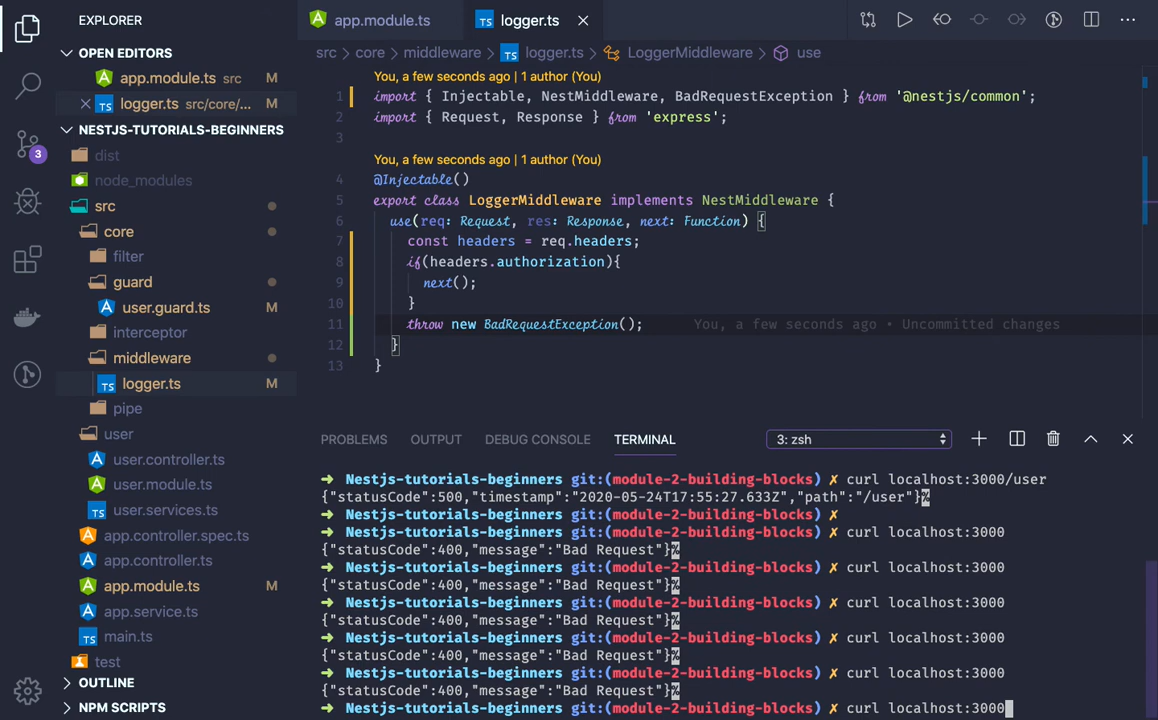 EXPLORER
OPEN EDITORS
app.module.ts src M
logger.ts src/core/... M
NESTJS-TUTORIALS-BEGINNERS
dist
node_modules
src
core
filter
guard
user.guard.ts M
interceptor
middleware
logger.ts M
pipe
user
user.controller.ts
user.module.ts
user.services.ts
app.controller.spec.ts
app.controller.ts
app.module.ts M
app.service.ts
main.ts
test
OUTLINE
NPM SCRIPTS
3
app.module.ts
TS logger.ts
src > core > middleware > TS logger.ts > LoggerMiddleware > use
You, a few seconds ago | 1 author (You)
1 import { Injectable, NestMiddleware, BadRequestException } from '@nestjs/common';
2 import { Request, Response } from 'express';
3
You, a few seconds ago | 1 author (You)
4 @Injectable()
5 export class LoggerMiddleware implements NestMiddleware {
6 use(req: Request, res: Response, next: Function) {
7 const headers = req.headers;
8 if(headers.authorization){
9 next();
10 }
11 throw new BadRequestException(); You, a few seconds ago • Uncommitted changes
12 }
13 }
PROBLEMS OUTPUT DEBUG CONSOLE TERMINAL 3: zsh
➜ Nestjs-tutorials-beginners git:(module-2-building-blocks) ✗ curl localhost:3000/user
{"statusCode":500,"timestamp":"2020-05-24T17:55:27.633Z","path":"/user"}%
➜ Nestjs-tutorials-beginners git:(module-2-building-blocks) ✗
➜ Nestjs-tutorials-beginners git:(module-2-building-blocks) ✗ curl localhost:3000
{"statusCode":400,"message":"Bad Request"}%
➜ Nestjs-tutorials-beginners git:(module-2-building-blocks) ✗ curl localhost:3000
{"statusCode":400,"message":"Bad Request"}%
➜ Nestjs-tutorials-beginners git:(module-2-building-blocks) ✗ curl localhost:3000
{"statusCode":400,"message":"Bad Request"}%
➜ Nestjs-tutorials-beginners git:(module-2-building-blocks) ✗ curl localhost:3000
{"statusCode":400,"message":"Bad Request"}%
➜ Nestjs-tutorials-beginners git:(module-2-building-blocks) ✗ curl localhost:3000
{"statusCode":400,"message":"Bad Request"}%
➜ Nestjs-tutorials-beginners git:(module-2-building-blocks) ✗ curl localhost:3000